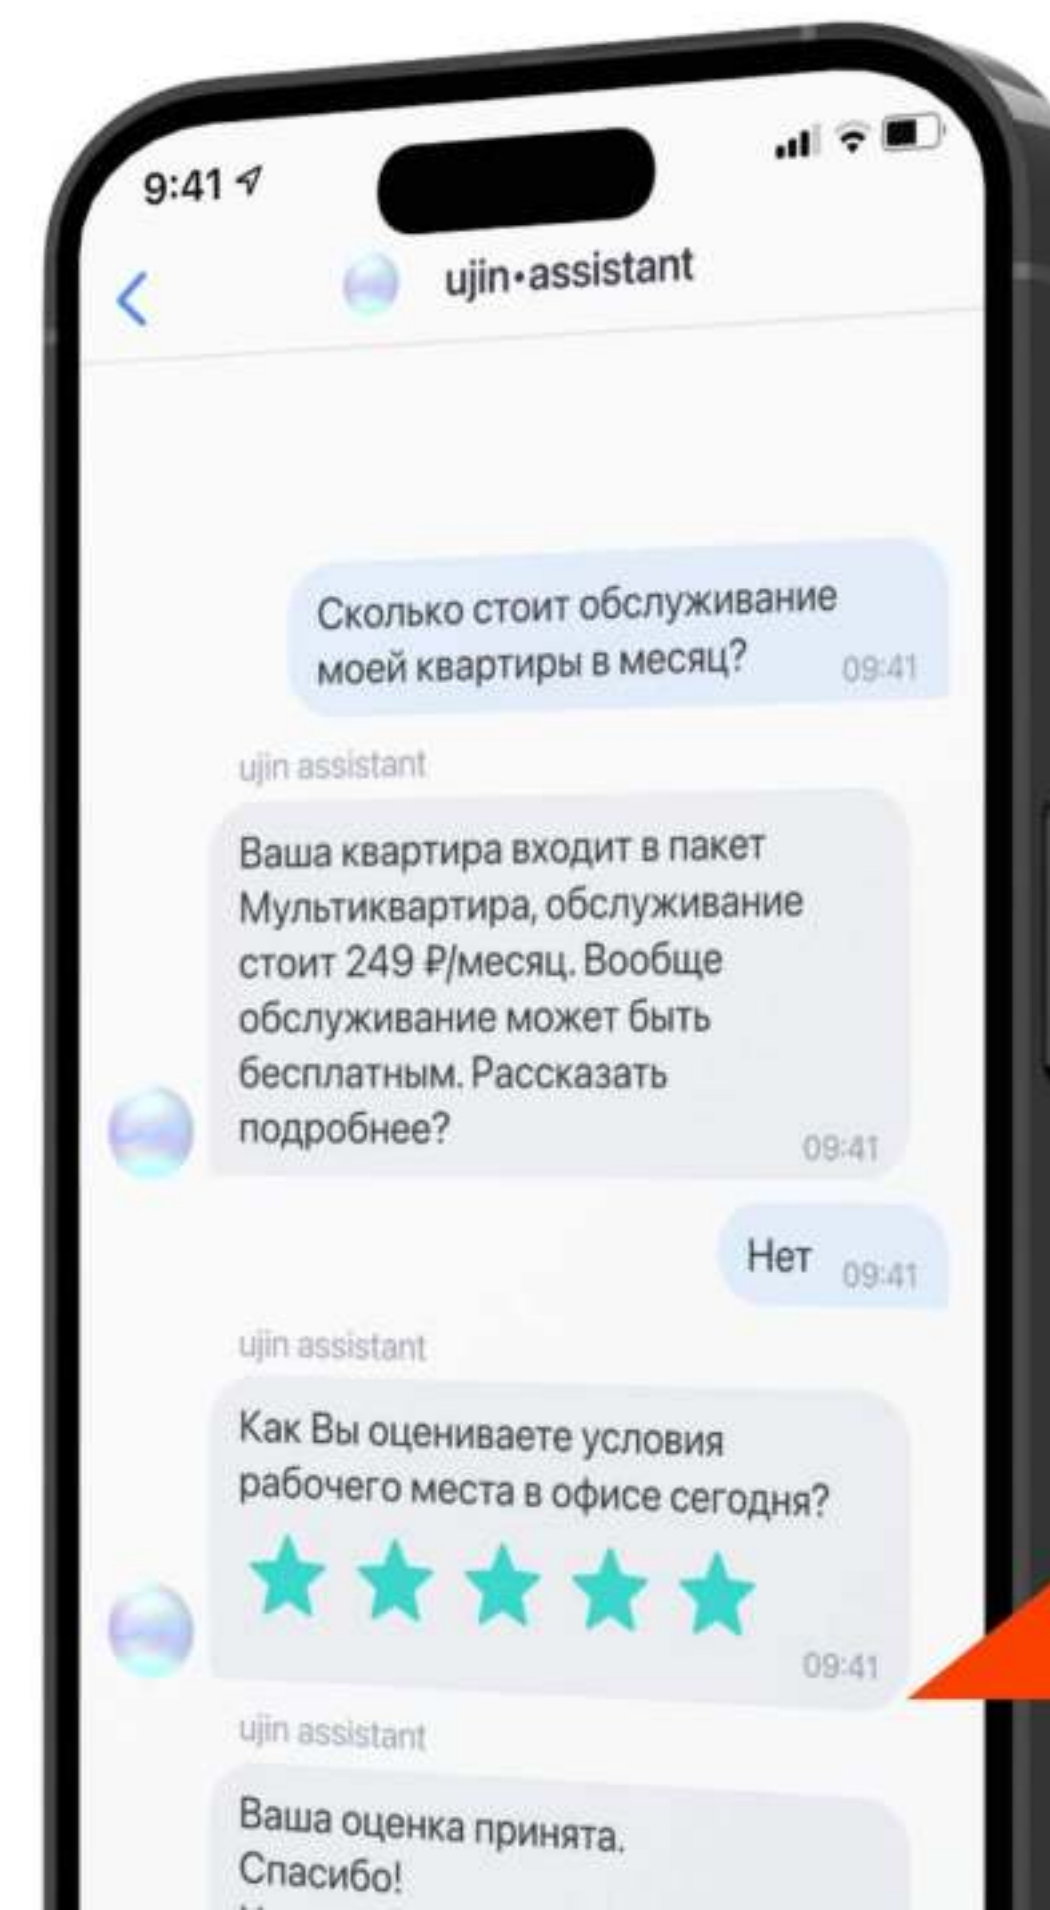 9:41
ujin•assistant
Сколько стоит обслуживание
моей квартиры в месяц?
09:41
ujin assistant
Ваша квартира входит в пакет
Мультиквартира, обслуживание
стоит 249 ₽/месяц. Вообще
обслуживание может быть
бесплатным. Рассказать
подробнее?
09:41
Нет 09:41
ujin assistant
Как Вы оцениваете условия
рабочего места в офисе сегодня?
09:41
ujin assistant
Ваша оценка принята.
Спасибо!